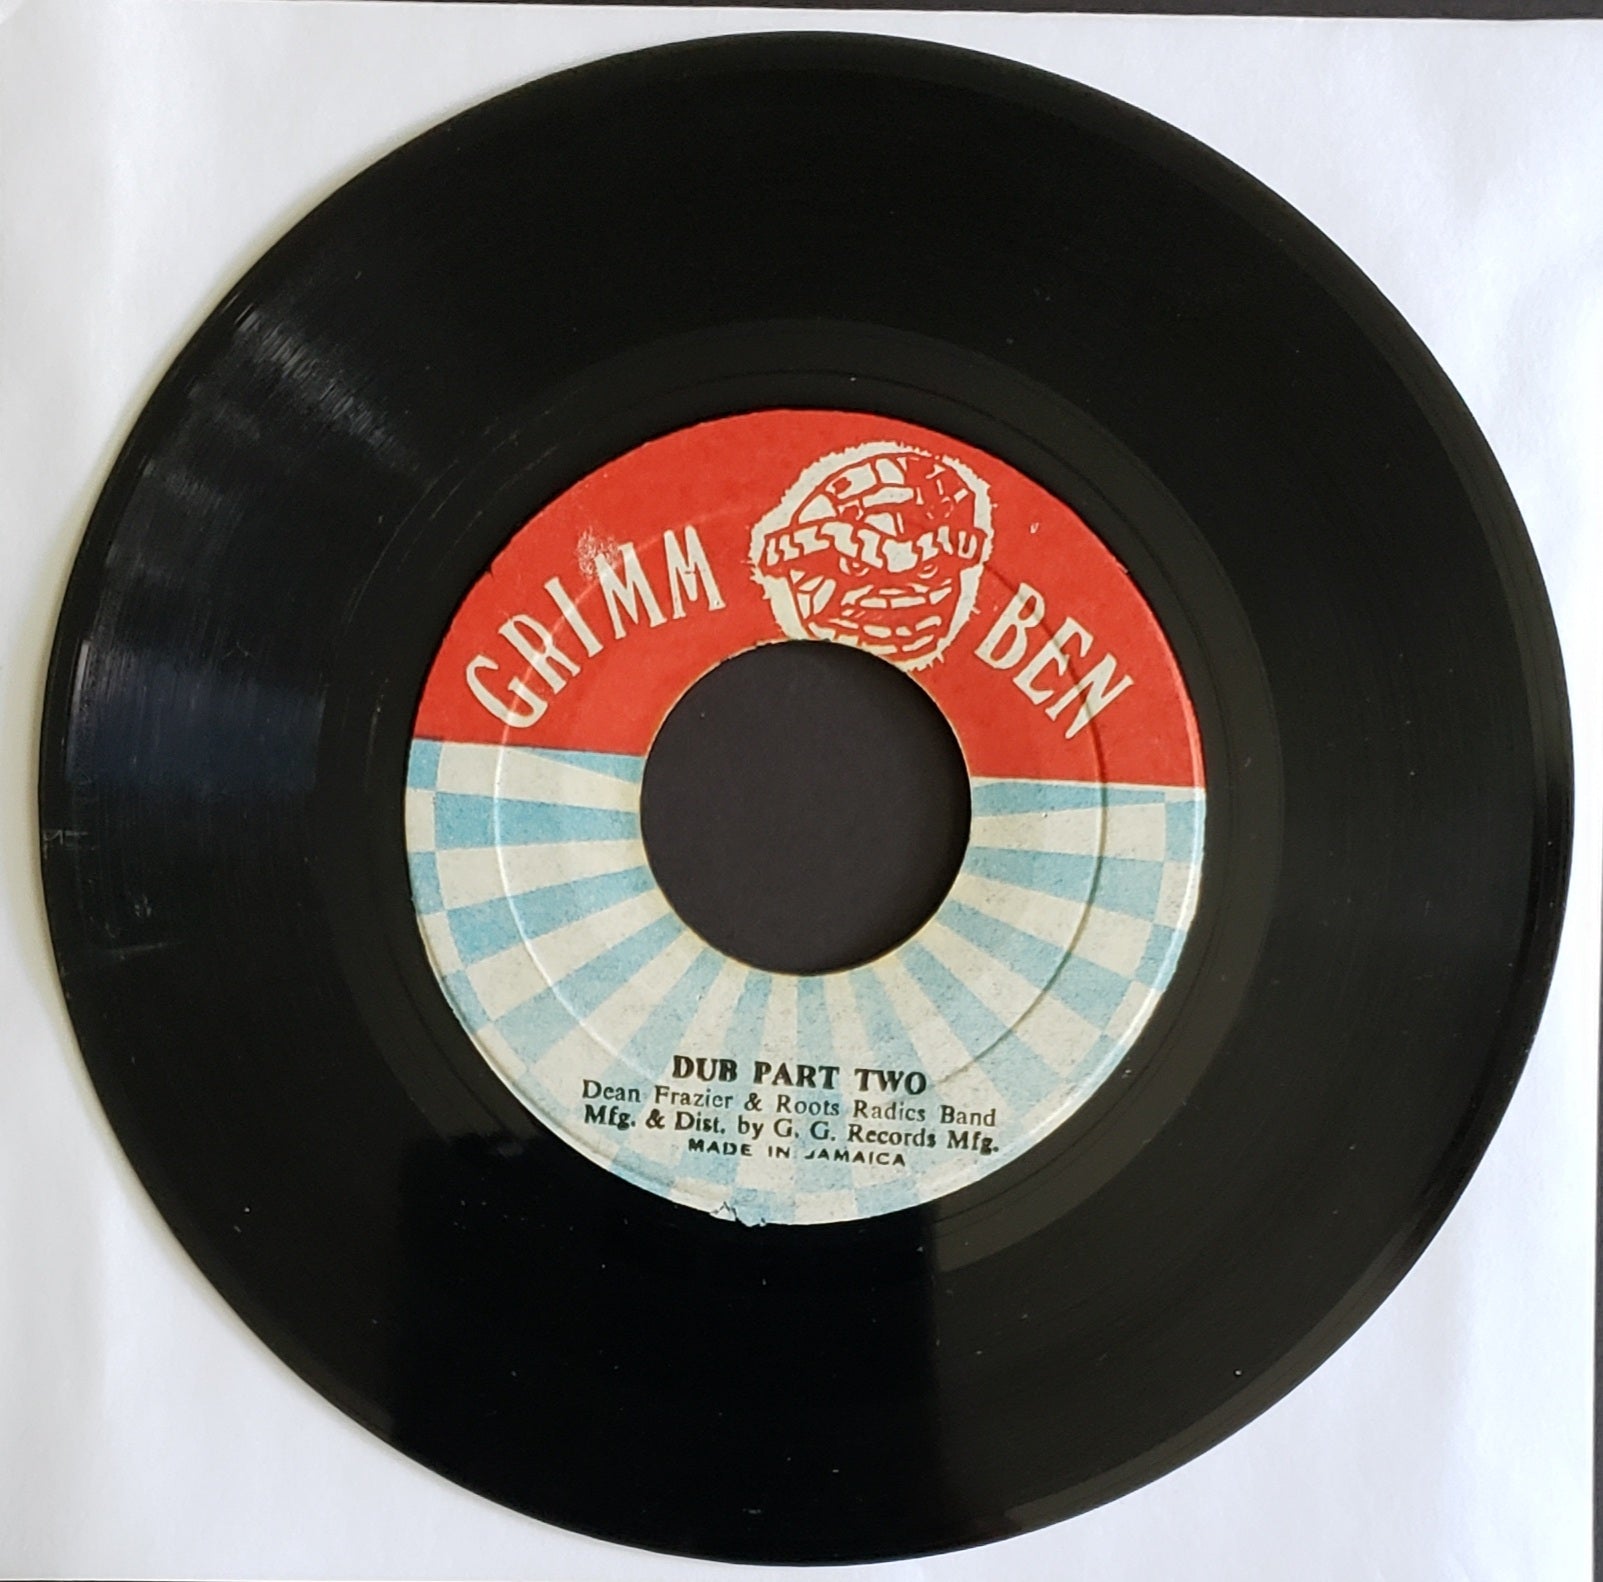 GRIMM BEN
DUB PART TWO
Dean Frazier & Roots Radics Band
Mfg. & Dist. by G. G. Records Mfg.
MADE IN JAMAICA